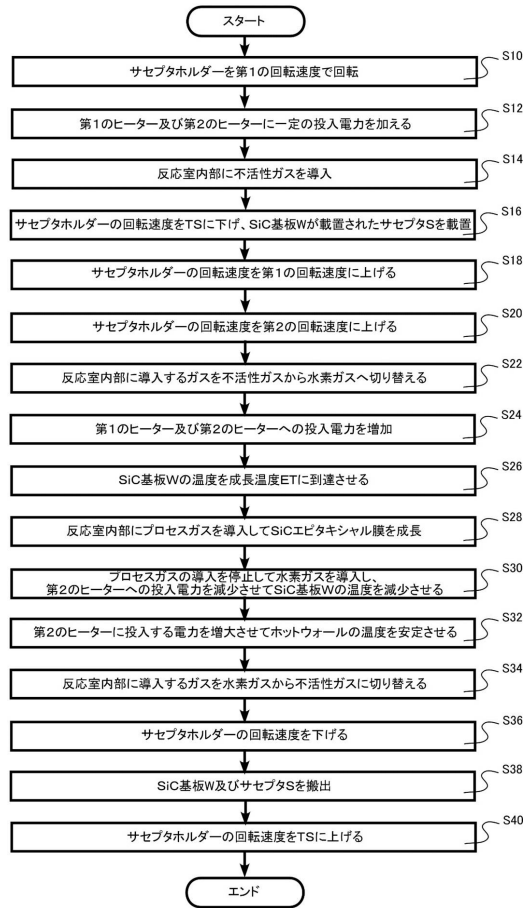 スタート
S10
サセプタホルダーを第1の回転速度で回転
S12
第1のヒーター及び第2のヒーターに一定の投入電力を加える
S14
反応室内部に不活性ガスを導入
S16
サセプタホルダーの回転速度をTSに下げ、SiC基板Wが載置されたサセプタSを載置
S18
サセプタホルダーの回転速度を第1の回転速度に上げる
S20
サセプタホルダーの回転速度を第2の回転速度に上げる
S22
反応室内部に導入するガスを不活性ガスから水素ガスへ切り替える
S24
第1のヒーター及び第2のヒーターへの投入電力を増加
S26
SiC基板Wの温度を成長温度ETに到達させる
S28
反応室内部にプロセスガスを導入してSiCエピタキシャル膜を成長
S30
プロセスガスの導入を停止して水素ガスを導入し、
第2のヒーターへの投入電力を減少させてSiC基板Wの温度を減少させる
S32
第2のヒーターに投入する電力を増大させてホットウォールの温度を安定させる
S34
反応室内部に導入するガスを水素ガスから不活性ガスに切り替える
S36
サセプタホルダーの回転速度を下げる
S38
SiC基板W及びサセプタSを搬出
S40
サセプタホルダーの回転速度をTSに上げる
エンド